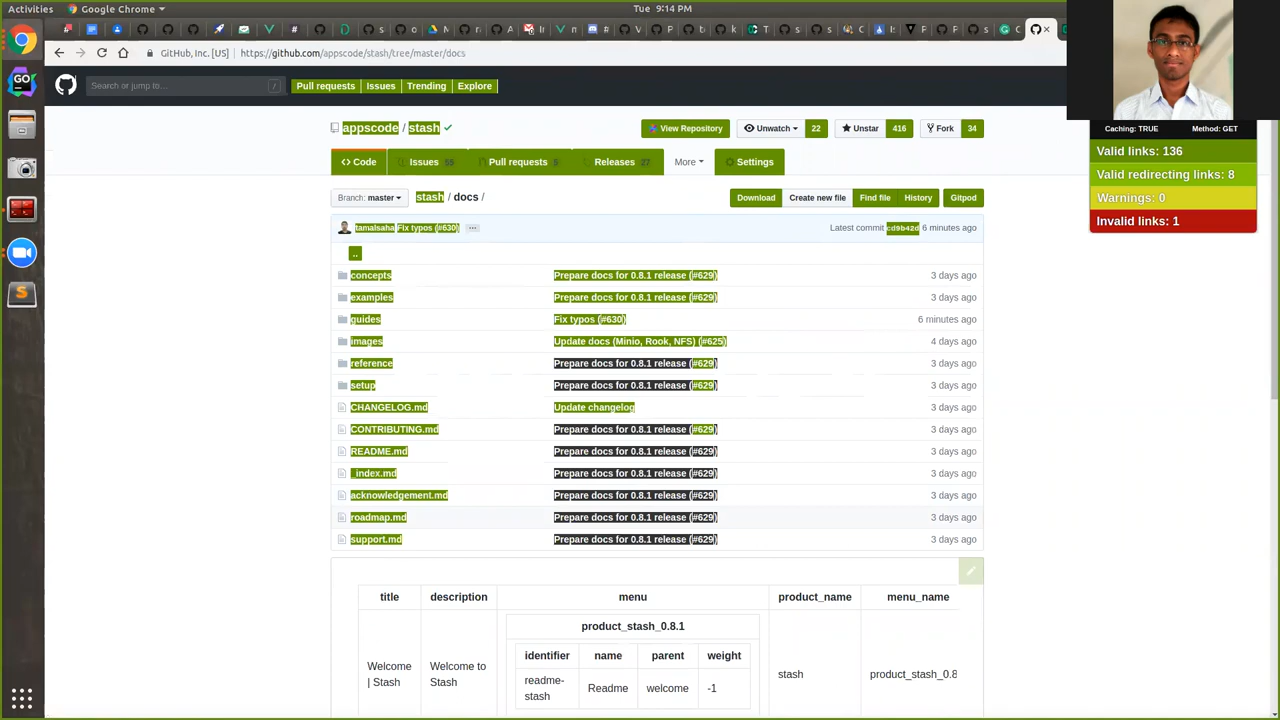 Activities Google Chrome Tue 9:14 PM
GitHub, Inc. [US] https://github.com/appscode/stash/tree/master/docs
Search or jump to... / Pull requests Issues Trending Explore
Caching: TRUE Method: GET
Valid links: 136
Valid redirecting links: 8
Warnings: 0
Invalid links: 1
appscode / stash View Repository Unwatch 22 Unstar 416 Fork 34
Code Issues 59 Pull requests 5 Releases 27 More Settings
Branch: master stash / docs / Download Create new file Find file History Gitpod
tamalsaha Fix typos (#630) ... Latest commit cd9b42d 6 minutes ago
..
concepts Prepare docs for 0.8.1 release (#629) 3 days ago
examples Prepare docs for 0.8.1 release (#629) 3 days ago
guides Fix typos (#630) 6 minutes ago
images Update docs (Minio, Rook, NFS) (#625) 4 days ago
reference Prepare docs for 0.8.1 release (#629) 3 days ago
setup Prepare docs for 0.8.1 release (#629) 3 days ago
CHANGELOG.md Update changelog 3 days ago
CONTRIBUTING.md Prepare docs for 0.8.1 release (#629) 3 days ago
README.md Prepare docs for 0.8.1 release (#629) 3 days ago
_index.md Prepare docs for 0.8.1 release (#629) 3 days ago
acknowledgement.md Prepare docs for 0.8.1 release (#629) 3 days ago
roadmap.md Prepare docs for 0.8.1 release (#629) 3 days ago
support.md Prepare docs for 0.8.1 release (#629) 3 days ago
title description menu product_name menu_name
product_stash_0.8.1
identifier name parent weight
Welcome | Stash Welcome to Stash readme-stash Readme welcome -1 stash product_stash_0.8